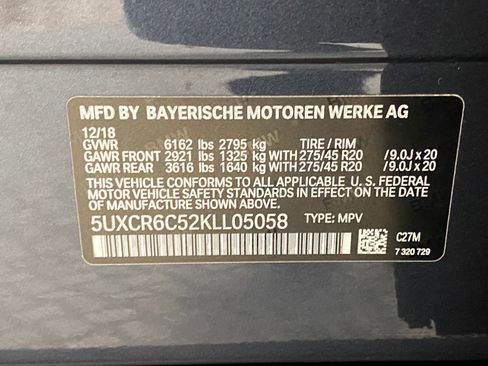 MFD BY BAYERISCHE MOTOREN WERKE AG
12/18
GVWR 6162 lbs 2795 kg TIRE / RIM
GAWR FRONT 2921 lbs 1325 kg WITH 275/45 R20 /9.0J x 20
GAWR REAR 3616 lbs 1640 kg WITH 275/45 R20 /9.0J x 20
THIS VEHICLE CONFORMS TO ALL APPLICABLE U. S. FEDERAL
MOTOR VEHICLE SAFETY STANDARDS IN EFFECT ON THE DATE
OF MANUFACTURE SHOWN ABOVE.
5UXCR6C52KLL05058 TYPE: MPV
C27M
7 320 729